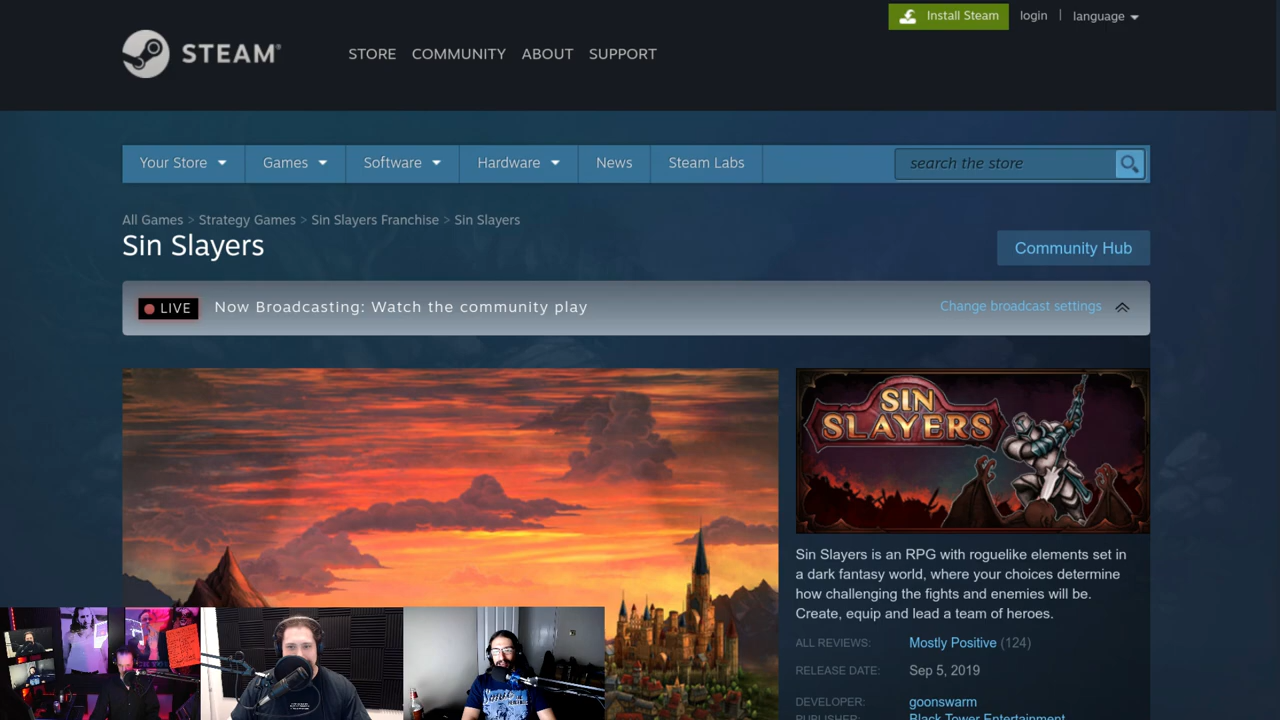 Install Steam
login
|
language
STEAM®
STORE
COMMUNITY
ABOUT
SUPPORT
Your Store
Games
Software
Hardware
News
Steam Labs
search the store
All Games > Strategy Games > Sin Slayers Franchise > Sin Slayers
Sin Slayers
Community Hub
LIVE
Now Broadcasting: Watch the community play
Change broadcast settings
SIN
SLAYERS
Sin Slayers is an RPG with roguelike elements set in
a dark fantasy world, where your choices determine
how challenging the fights and enemies will be.
Create, equip and lead a team of heroes.
ALL REVIEWS: Mostly Positive (124)
RELEASE DATE: Sep 5, 2019
DEVELOPER: goonswarm
PUBLISHER: Black Tower Entertainment